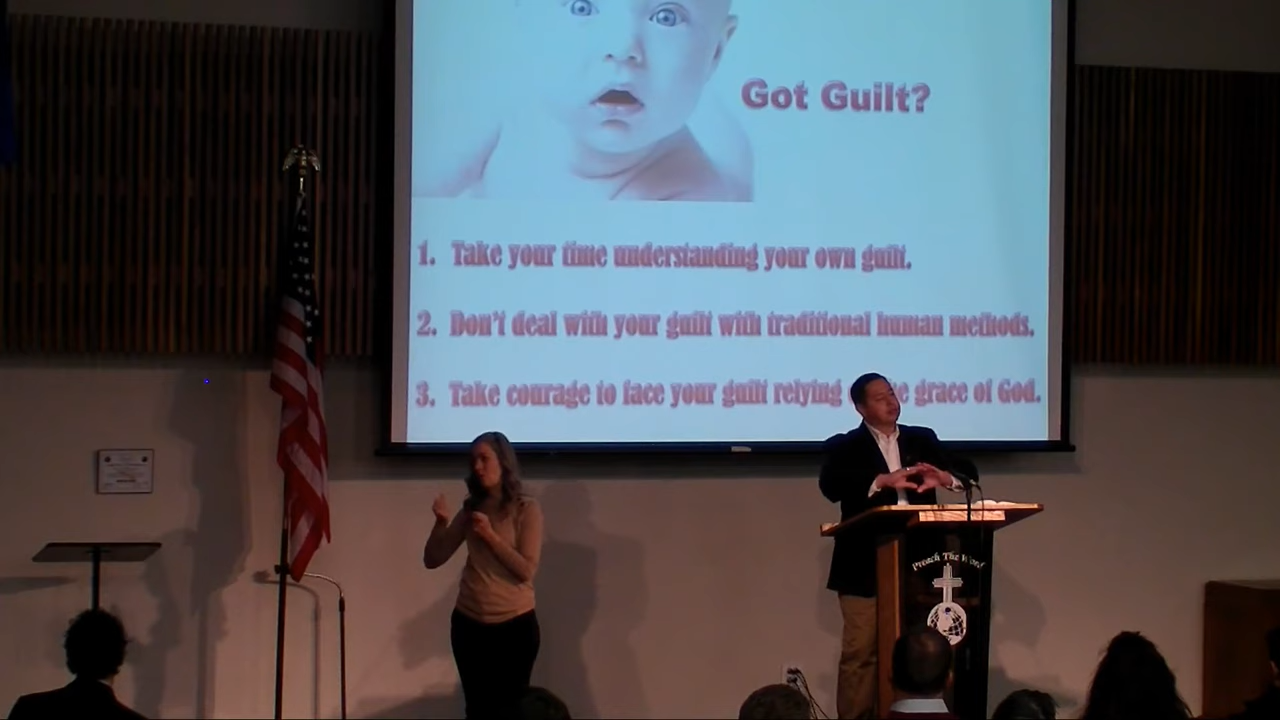 Got Guilt?
1. Take your time understanding your own guilt.
2. Don't deal with your guilt with traditional human methods.
3. Take courage to face your guilt relying e grace of God.
Preach The Word